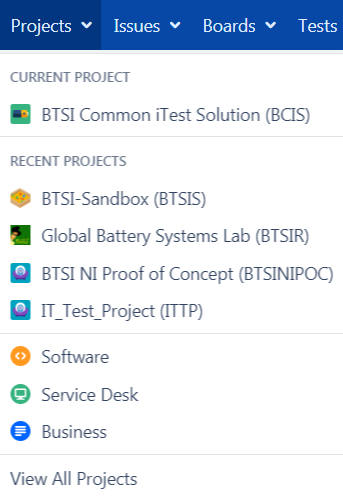 Projects Issues Boards Tests
CURRENT PROJECT
BTSI Common iTest Solution (BCIS)
RECENT PROJECTS
BTSI-Sandbox (BTSIS)
Global Battery Systems Lab (BTSIR)
BTSI NI Proof of Concept (BTSINIPOC)
IT_Test_Project (ITTP)
Software
Service Desk
Business
View All Projects